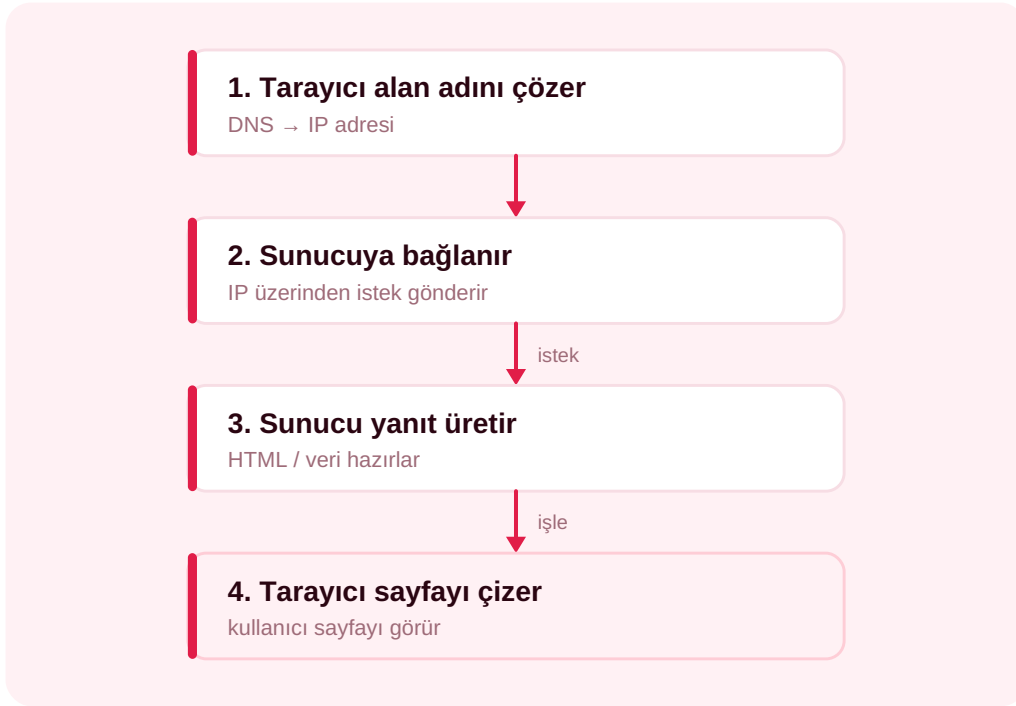 1. Tarayıcı alan adını çözer
DNS → IP adresi
2. Sunucuya bağlanır
IP üzerinden istek gönderir
istek
3. Sunucu yanıt üretir
HTML / veri hazırlar
işle
4. Tarayıcı sayfayı çizer
kullanıcı sayfayı görür